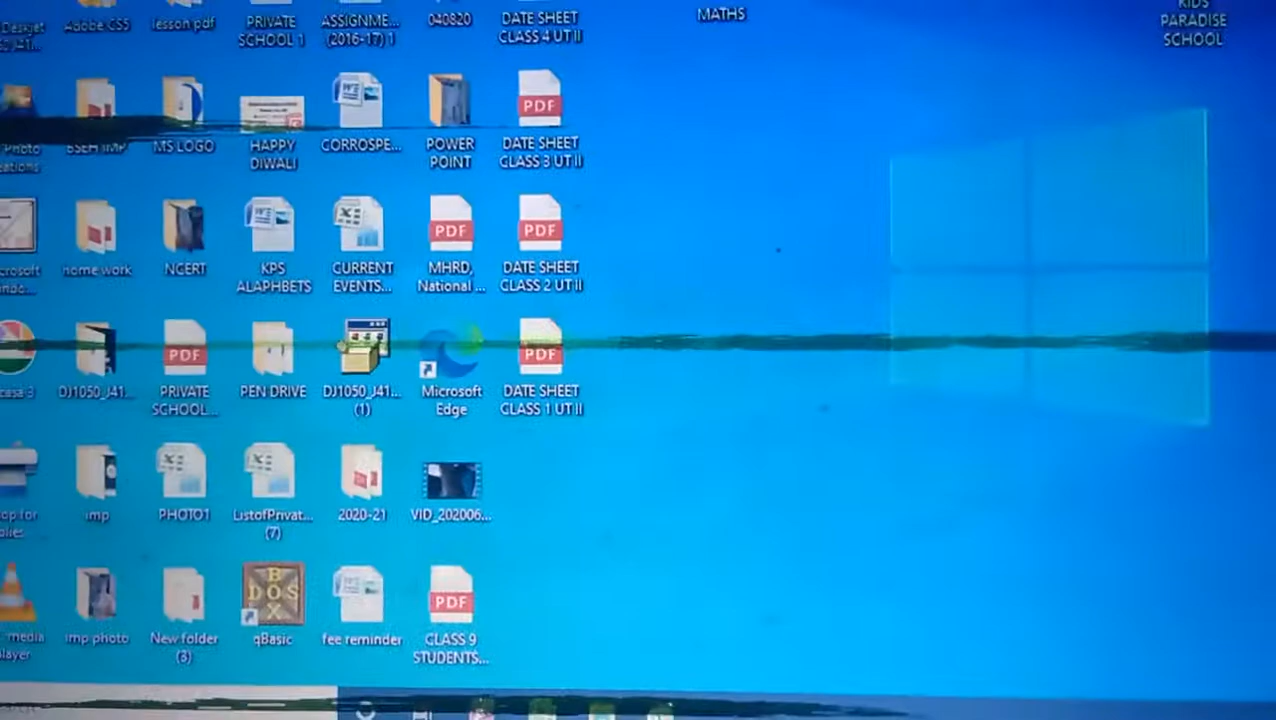 Adobe CS5
lesson pdf
PRIVATE
SCHOOL 1
ASSIGNME...
(2016-17) 1
040820
DATE SHEET
CLASS 4 UT II
MATHS
KIDS
PARADISE
SCHOOL
Photo
BSEH IMP
MS LOGO
HAPPY
DIWALI
CORROSPE...
POWER
POINT
PDF
DATE SHEET
CLASS 3 UT II
home work
NCERT
KPS
ALAPHBETS
CURRENT
EVENTS...
PDF
MHRD,
National ...
PDF
DATE SHEET
CLASS 2 UT II
DJ1050_J41...
PDF
PRIVATE
SCHOOL...
PEN DRIVE
DJ1050_J41...
(1)
Microsoft
Edge
PDF
DATE SHEET
CLASS 1 UT II
imp
PHOTO1
ListofPrivat...
(7)
2020-21
VID_202006...
media
imp photo
New folder
(3)
DOS
BOX
qBasic
fee reminder
PDF
CLASS 9
STUDENTS...